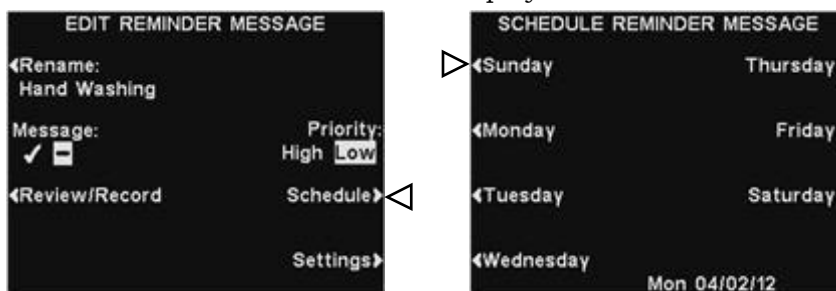 EDIT REMINDER MESSAGE
Rename:
Hand Washing
Message: Priority:
✓ – High Low
Review/Record Schedule
Settings
SCHEDULE REMINDER MESSAGE
Sunday Thursday
Monday Friday
Tuesday Saturday
Wednesday
Mon 04/02/12